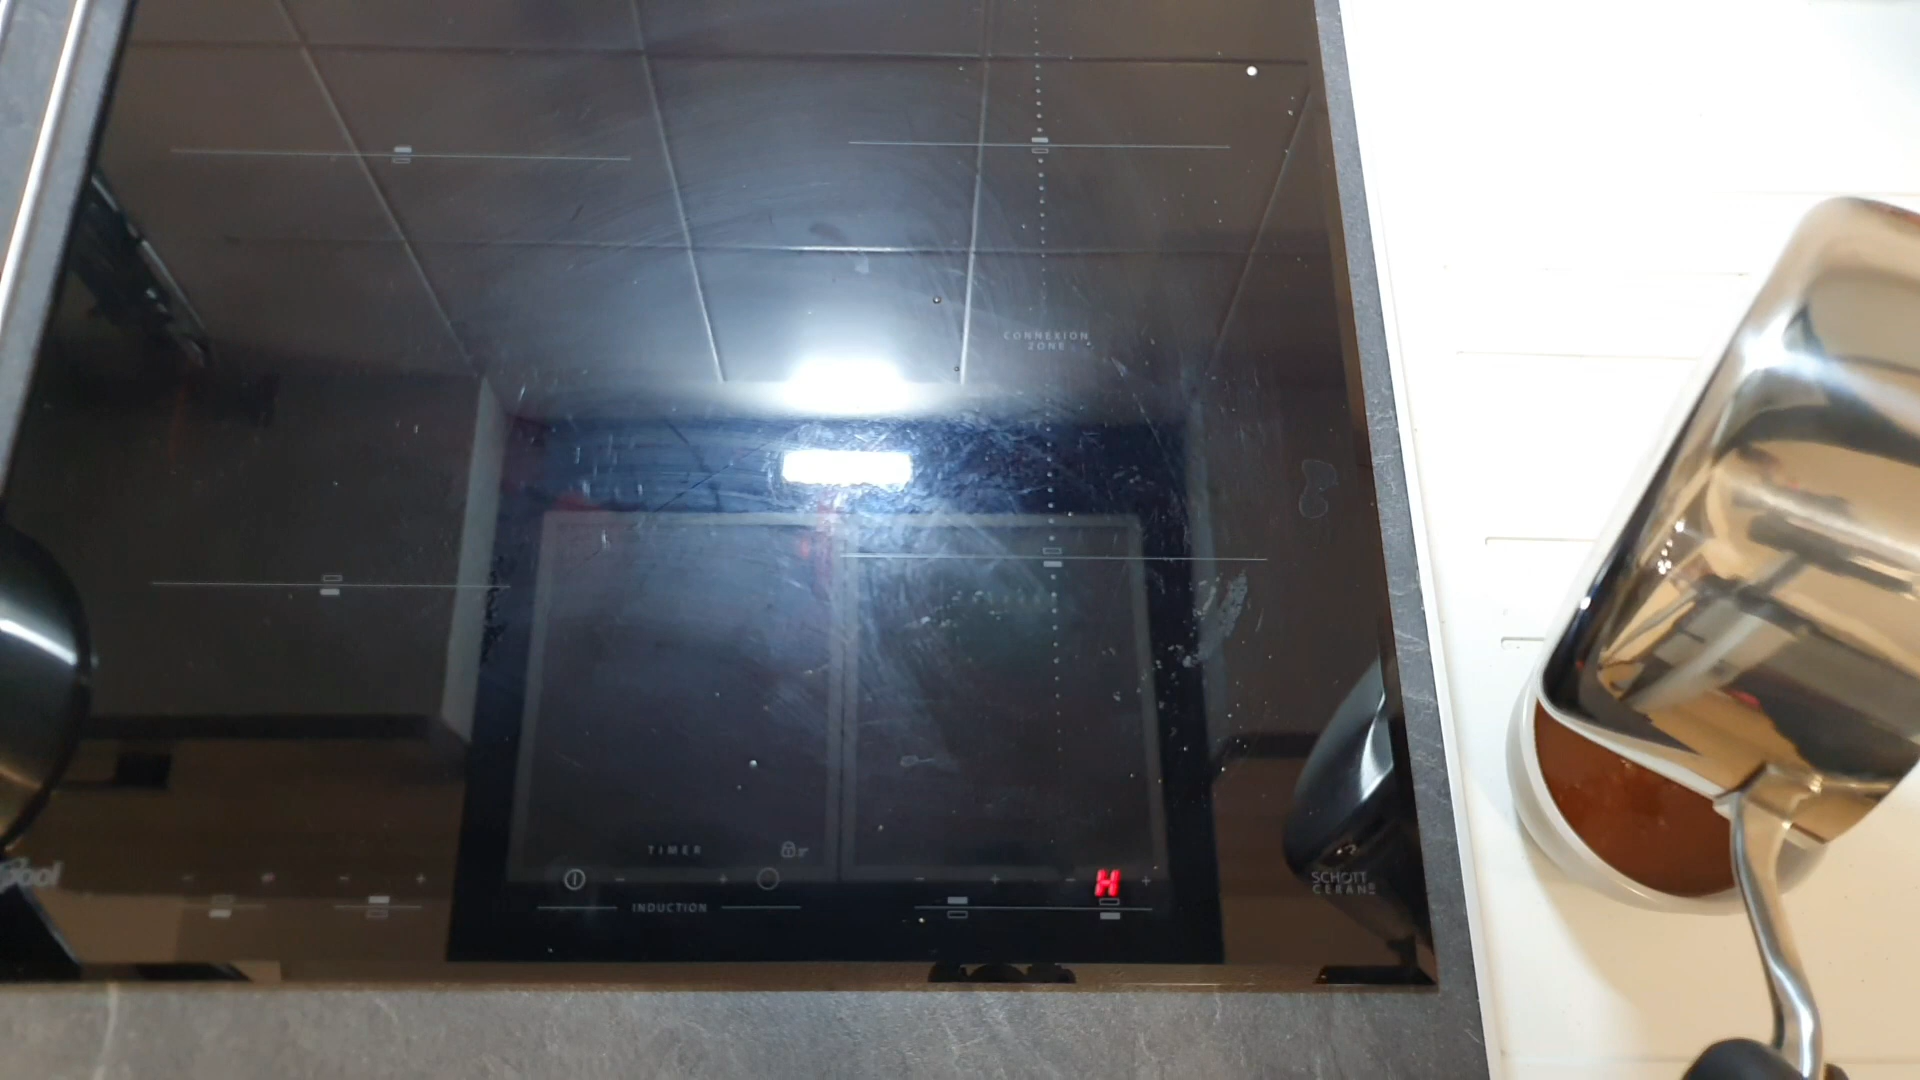 CONNEXION
ZONE
TIMER
INDUCTION
H
SCHOTT
CERAN®